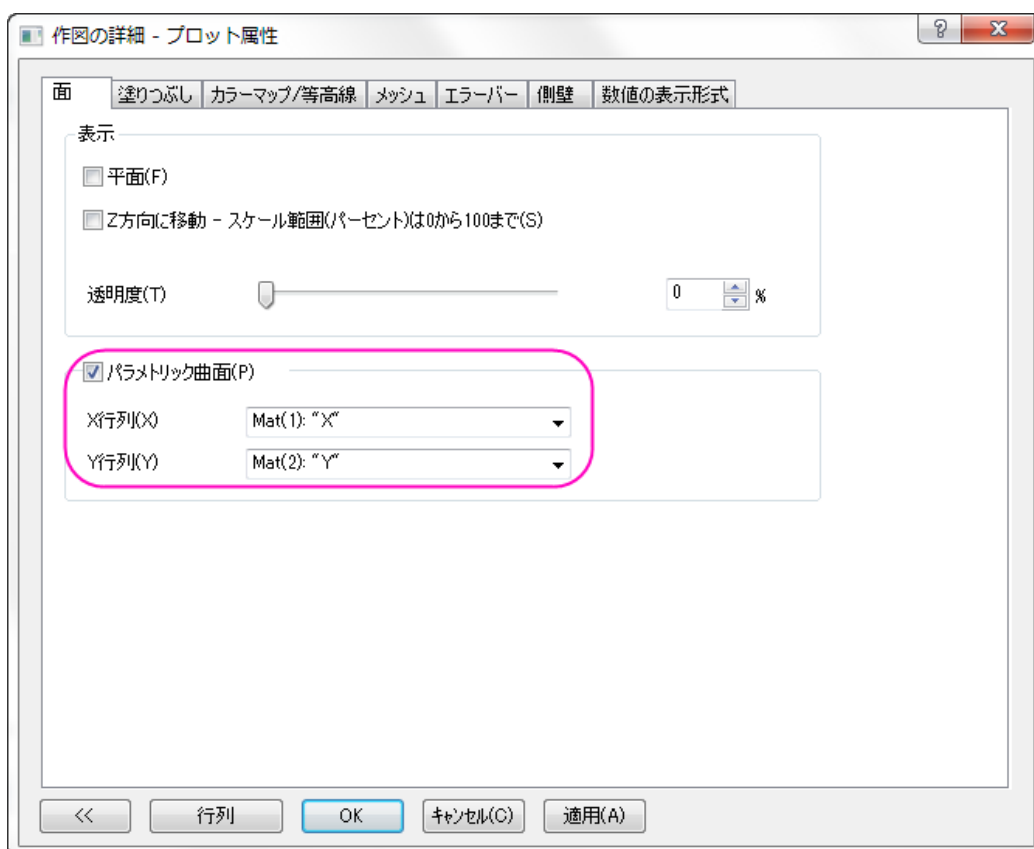 作図の詳細 - プロット属性
面 塗りつぶし カラーマップ/等高線 メッシュ エラーバー 側壁 数値の表示形式
表示
平面(F)
Z方向に移動 - スケール範囲(パーセント)は0から100まで(S)
透明度(T) 0 %
パラメトリック曲面(P)
X行列(X) Mat(1): "X"
Y行列(Y) Mat(2): "Y"
<< 行列 OK キャンセル(C) 適用(A)